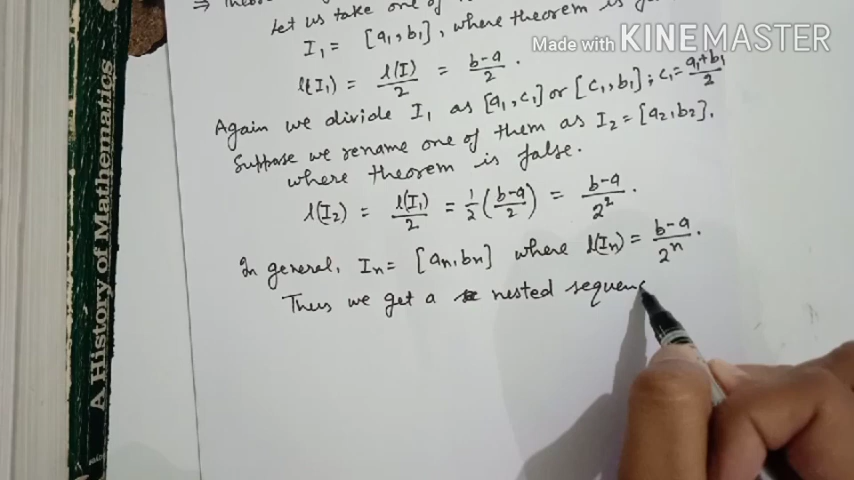 ⇒ Theore
Let us take one of
I₁ = [a₁, b₁], where theorem is
Made with KINEMASTER
l(I₁) = l(I)/2 = b-a/2 .
Again we divide I₁ as [a₁, c₁] or [c₁, b₁] ; c₁ = a₁+b₁/2
Suppose we rename one of them as I₂ = [a₂, b₂],
where theorem is false.
l(I₂) = l(I₁)/2 = 1/2 (b-a/2) = b-a/2² .
In general, Iₙ = [aₙ, bₙ] where l(Iₙ) = b-a/2ⁿ .
Thus we get a nested sequenc
A History of Mathematics